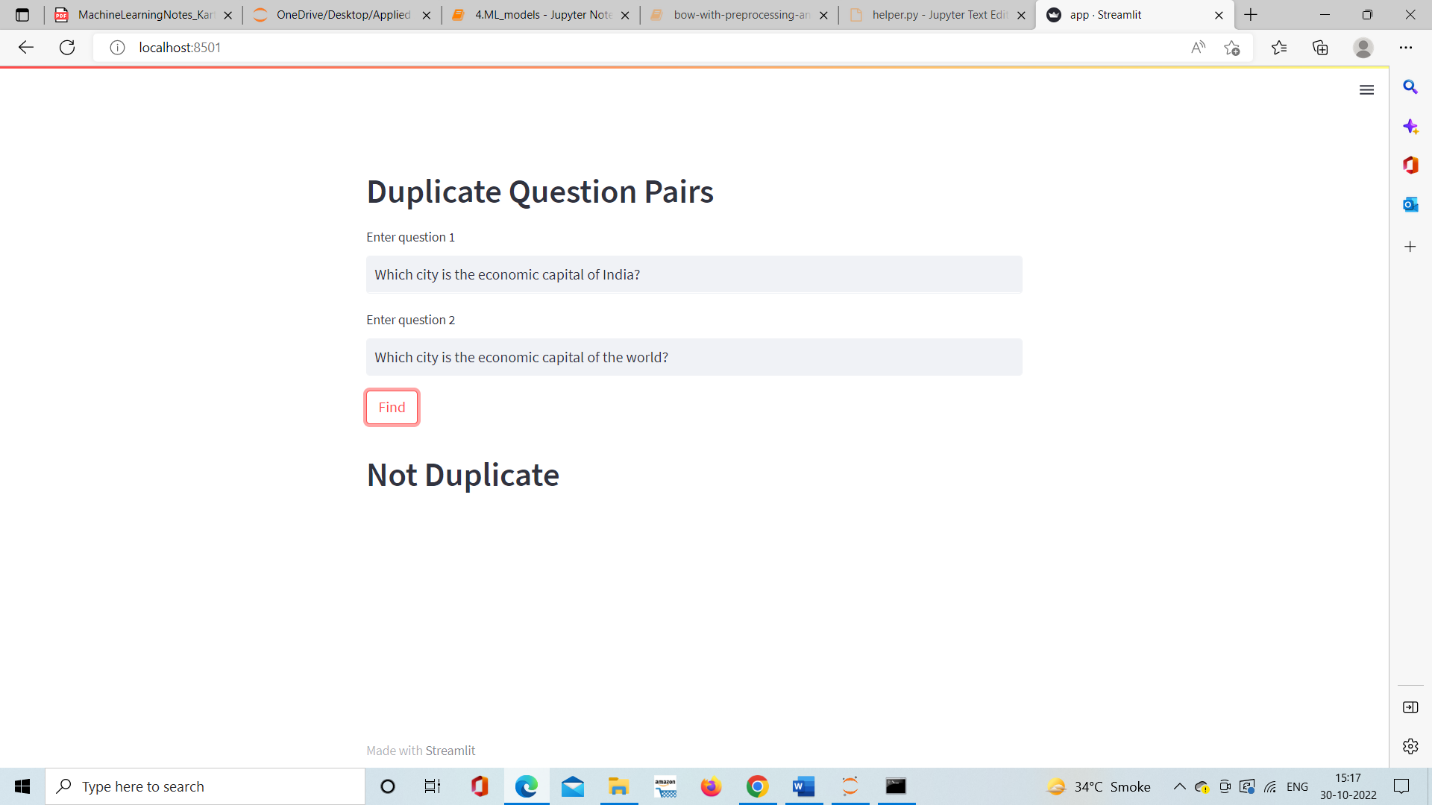 MachineLearningNotes_Kar
OneDrive/Desktop/Applied
4.ML_models - Jupyter Note
bow-with-preprocessing-an
helper.py - Jupyter Text Edit
app · Streamlit
localhost:8501
Duplicate Question Pairs
Enter question 1
Which city is the economic capital of India?
Enter question 2
Which city is the economic capital of the world?
Find
Not Duplicate
Made with Streamlit
Type here to search
amazon
34°C Smoke
ENG
15:17
30-10-2022